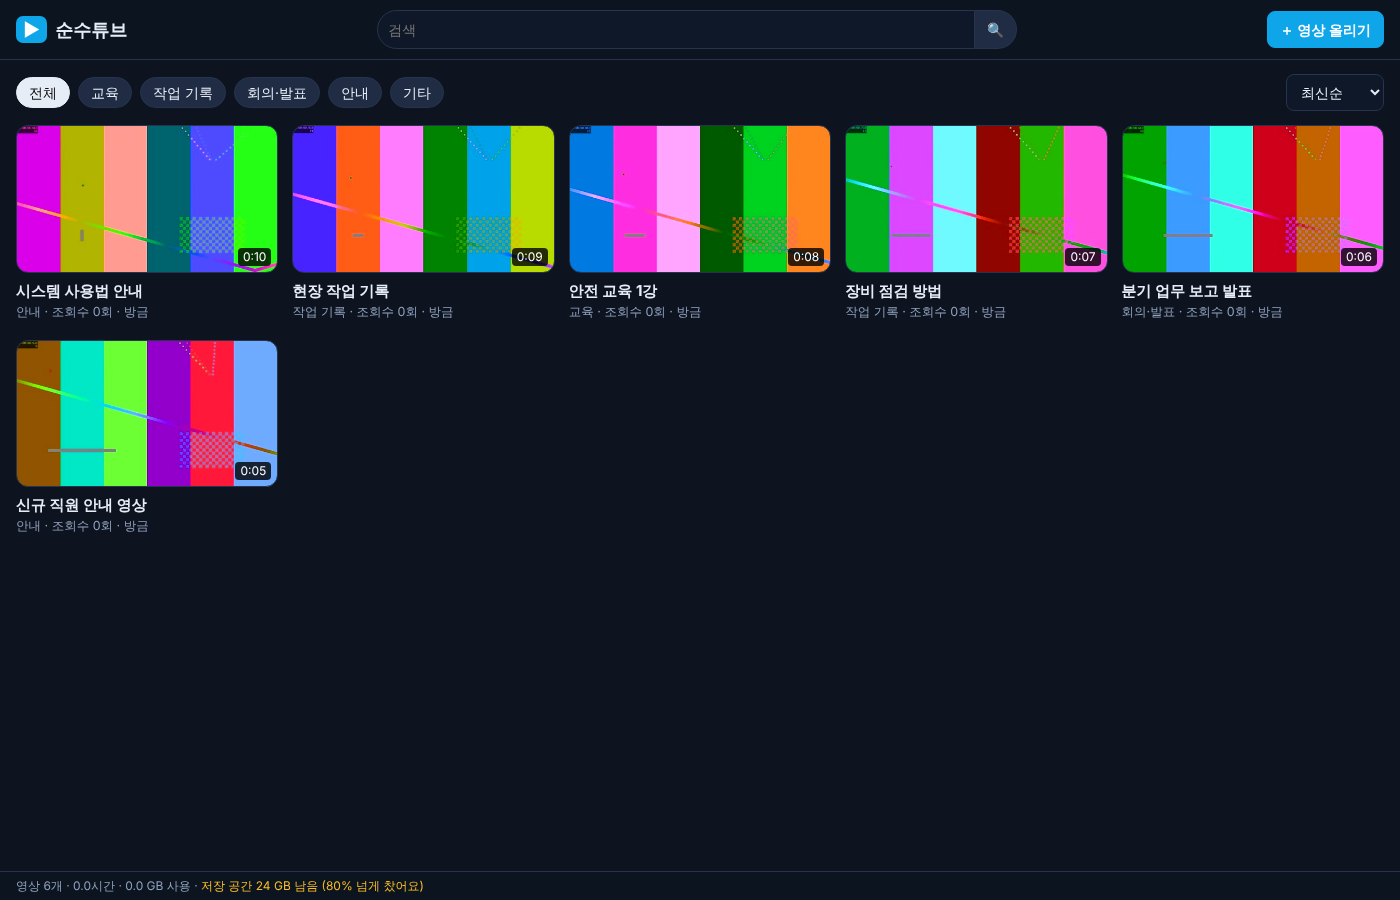 순수튜브
검색
+ 영상 올리기
전체
교육
작업 기록
회의·발표
안내
기타
최신순
0:10
0:09
0:08
0:07
0:06
시스템 사용법 안내
현장 작업 기록
안전 교육 1강
장비 점검 방법
분기 업무 보고 발표
안내 · 조회수 0회 · 방금
작업 기록 · 조회수 0회 · 방금
교육 · 조회수 0회 · 방금
작업 기록 · 조회수 0회 · 방금
회의·발표 · 조회수 0회 · 방금
0:05
신규 직원 안내 영상
안내 · 조회수 0회 · 방금
영상 6개 · 0.0시간 · 0.0 GB 사용 · 저장 공간 24 GB 남음 (80% 넘게 찼어요)